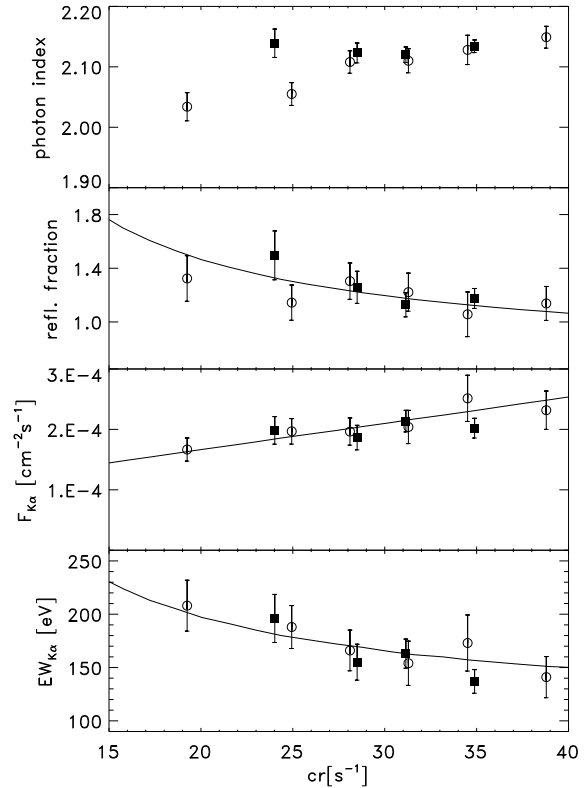 2.20
2.10
2.00
1.90
photon index
1.8
1.4
1.0
refl. fraction
3.E−4
2.E−4
1.E−4
F_Kα [cm⁻²s⁻¹]
250
200
150
100
EW_Kα [eV]
15 20 25 30 35 40
cr[s⁻¹]